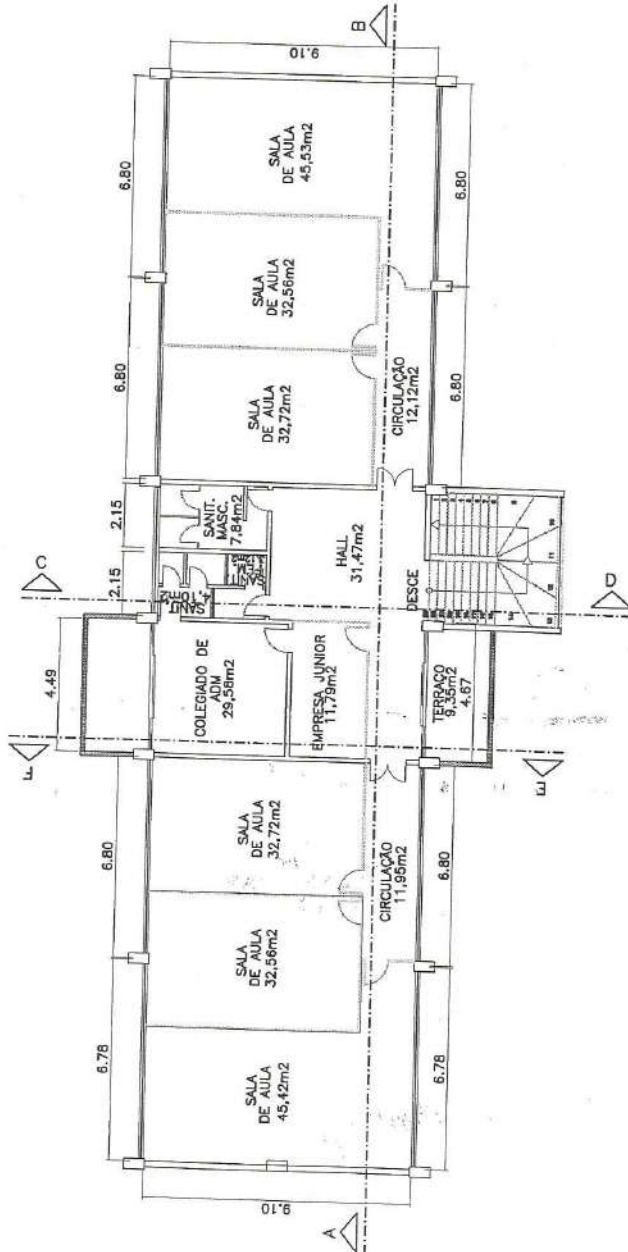 B
9.10
6.80
6.80
2.15
2.15
C
4.49
F
6.80
6.78
9.10
A
SALA
DE AULA
45,53m2
SALA
DE AULA
32,56m2
SALA
DE AULA
32,72m2
CIRCULAÇÃO
12,12m2
6.80
6.80
SANIT.
MASC.
7,84m2
SANIT.
HALL
31,47m2
DESCE
D
COLEGIADO DE
ADM
29,58m2
EMPRESA JUNIOR
11,79m2
TERRAÇO
9,35m2
4.67
E
SALA
DE AULA
32,72m2
SALA
DE AULA
32,56m2
SALA
DE AULA
45,42m2
CIRCULAÇÃO
11,95m2
6.80
6.78